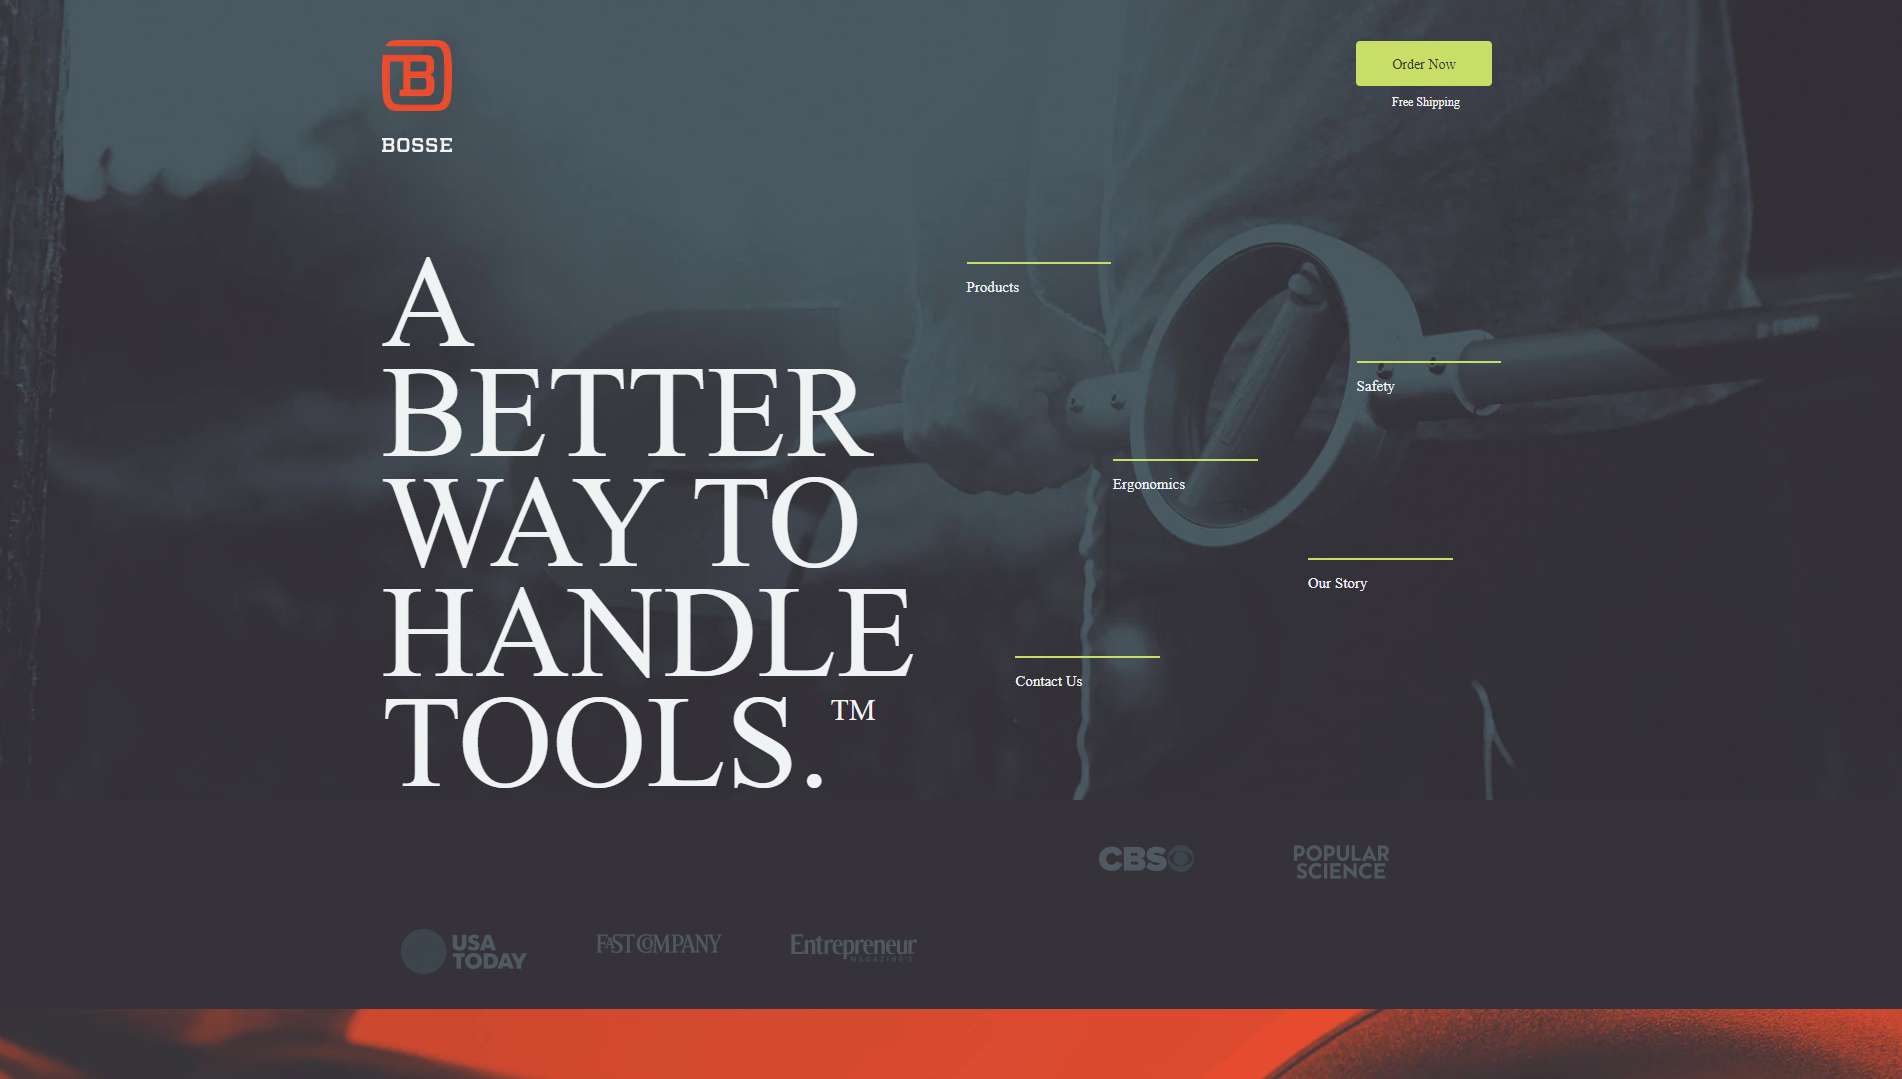 B
BOSSE
Order Now
Free Shipping
A
BETTER
WAY TO
HANDLE
TOOLS.™
Products
Safety
Ergonomics
Our Story
Contact Us
CBS
POPULAR
SCIENCE
USA
TODAY
FAST COMPANY
Entrepreneur
MAGAZINE'S